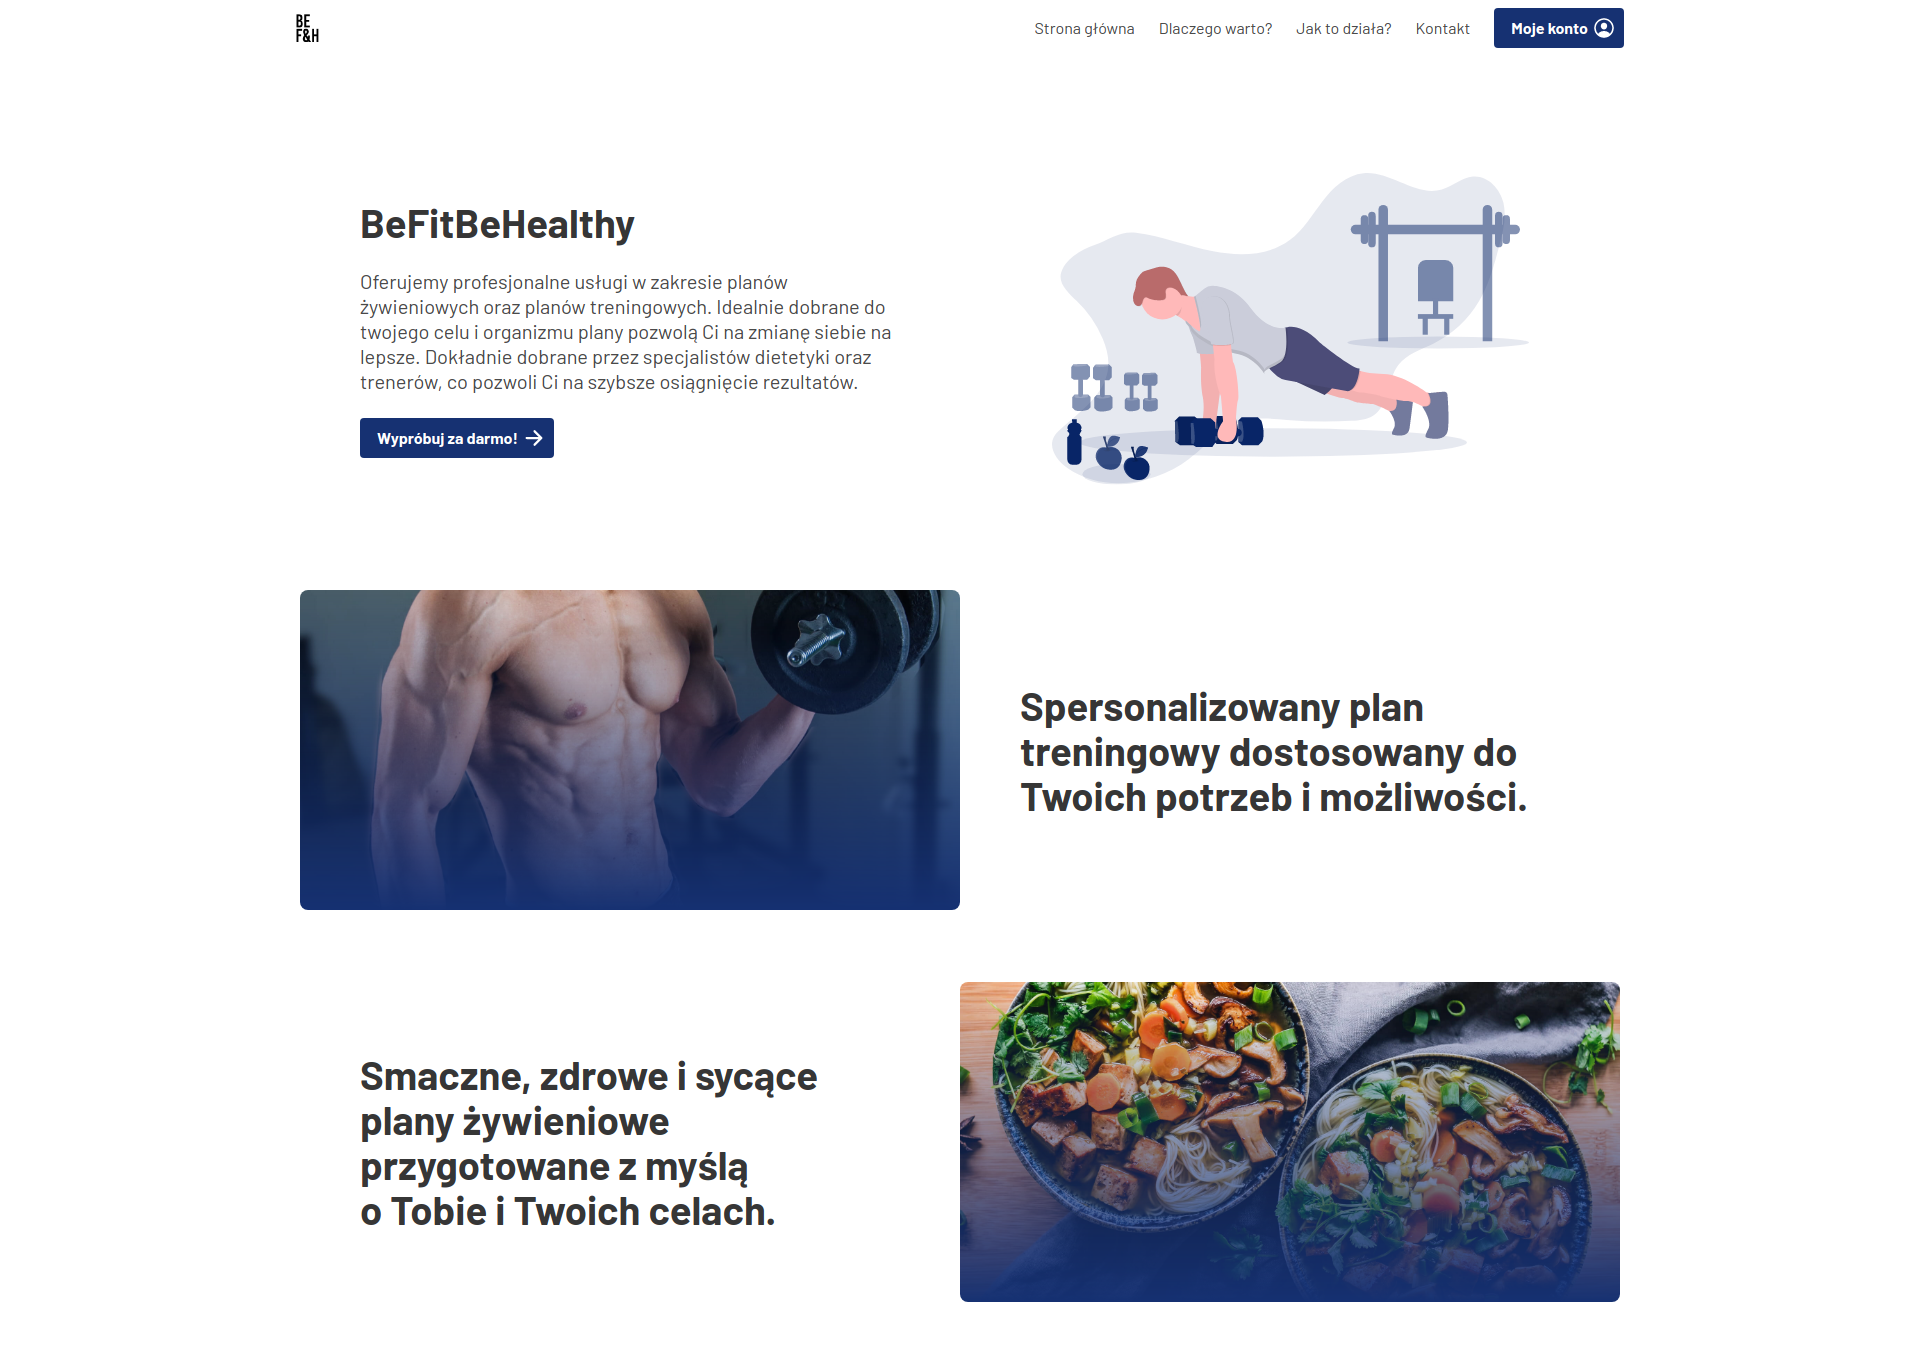 BE
F&H
Strona główna
Dlaczego warto?
Jak to działa?
Kontakt
Moje konto
BeFitBeHealthy
Oferujemy profesjonalne usługi w zakresie planów
żywieniowych oraz planów treningowych. Idealnie dobrane do
twojego celu i organizmu plany pozwolą Ci na zmianę siebie na
lepsze. Dokładnie dobrane przez specjalistów dietetyki oraz
trenerów, co pozwoli Ci na szybsze osiągnięcie rezultatów.
Wypróbuj za darmo!
Spersonalizowany plan
treningowy dostosowany do
Twoich potrzeb i możliwości.
Smaczne, zdrowe i sycące
plany żywieniowe
przygotowane z myślą
o Tobie i Twoich celach.